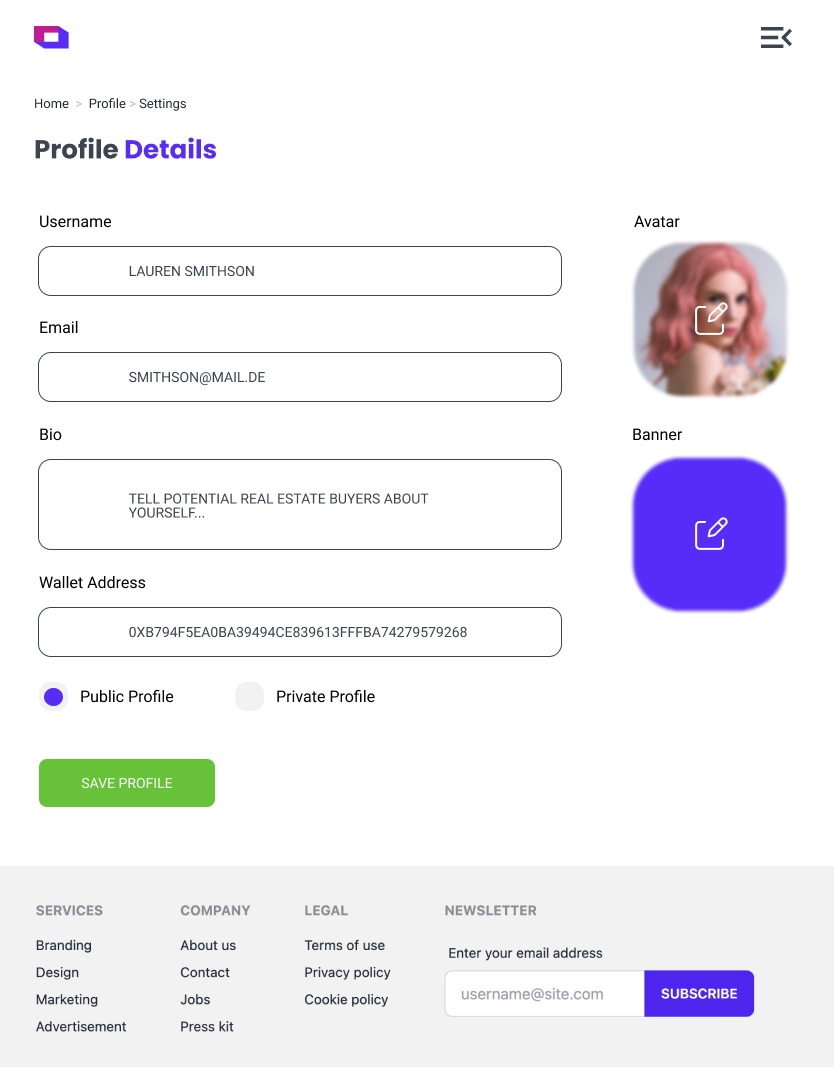 Home > Profile > Settings
Profile Details
Username
LAUREN SMITHSON
Email
SMITHSON@MAIL.DE
Bio
TELL POTENTIAL REAL ESTATE BUYERS ABOUT
YOURSELF...
Wallet Address
0XB794F5EA0BA39494CE839613FFFBA74279579268
Public Profile
Private Profile
SAVE PROFILE
Avatar
Banner
SERVICES
Branding
Design
Marketing
Advertisement
COMPANY
About us
Contact
Jobs
Press kit
LEGAL
Terms of use
Privacy policy
Cookie policy
NEWSLETTER
Enter your email address
username@site.com
SUBSCRIBE